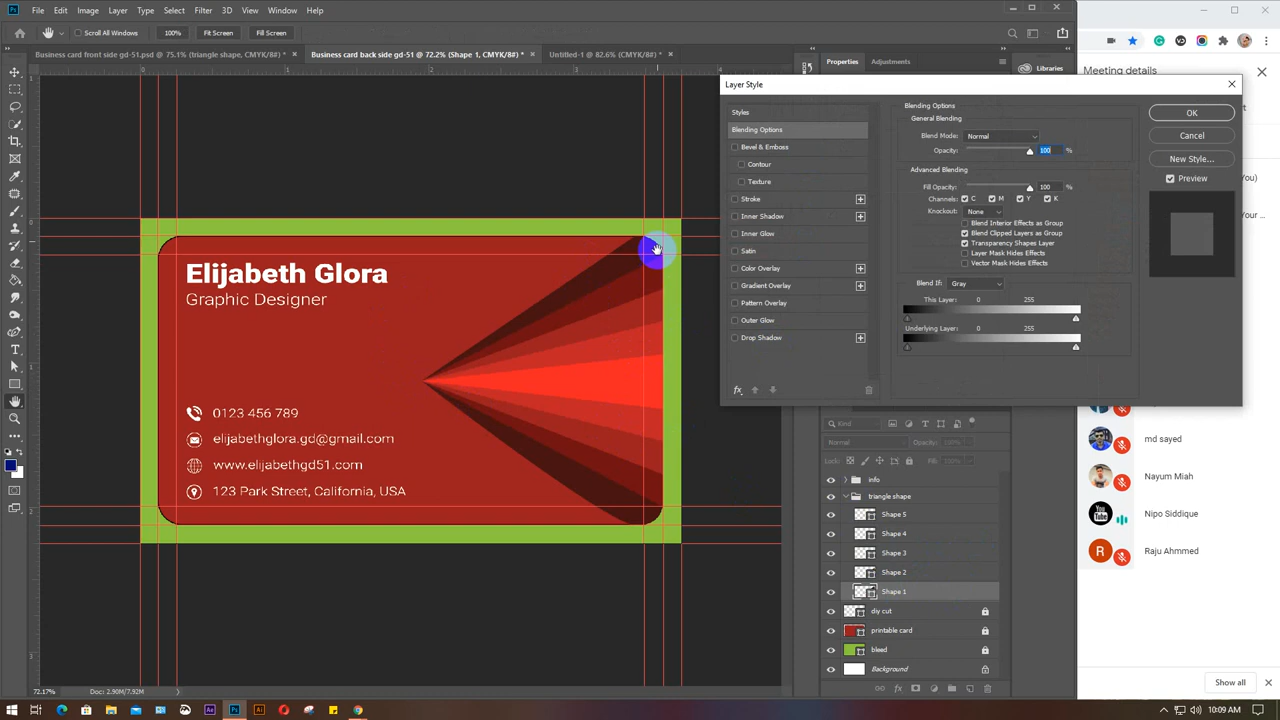 Ps File Edit Image Layer Type Select Filter 3D View Window Help
Scroll All Windows 100% Fit Screen Fill Screen
Business card front side gd-51.psd @ 75.1% (triangle shape, CMYK/8#) * × Business card back side gd-51 @ 72.2% (Shape 1, CMYK/8#) * × Untitled-1 @ 82.6% (CMYK/8#) * ×
Properties Adjustments
Libraries
Meeting details
Layer Style
Styles
Blending Options
Bevel & Emboss
Contour
Texture
Stroke
Inner Shadow
Inner Glow
Satin
Color Overlay
Gradient Overlay
Pattern Overlay
Outer Glow
Drop Shadow
fx
Blending Options
General Blending
Blend Mode: Normal
Opacity: 100 %
Advanced Blending
Fill Opacity: 100 %
Channels: C M Y K
Knockout: None
Blend Interior Effects as Group
Blend Clipped Layers as Group
Transparency Shapes Layer
Layer Mask Hides Effects
Vector Mask Hides Effects
Blend If: Gray
This Layer: 0 255
Underlying Layer: 0 255
OK
Cancel
New Style...
Preview
You)
Your ...
Elijabeth Glora
Graphic Designer
0123 456 789
elijabethglora.gd@gmail.com
www.elijabethgd51.com
123 Park Street, California, USA
Kind
Normal Opacity: 100%
Lock: Fill: 100%
info
triangle shape
Shape 5
Shape 4
Shape 3
Shape 2
Shape 1
diy cut
printable card
bleed
Background
md sayed
Nayum Miah
Nipo Siddique
R Raju Ahmmed
Show all
72.17% Doc: 2.90M/7.92M
10:09 AM